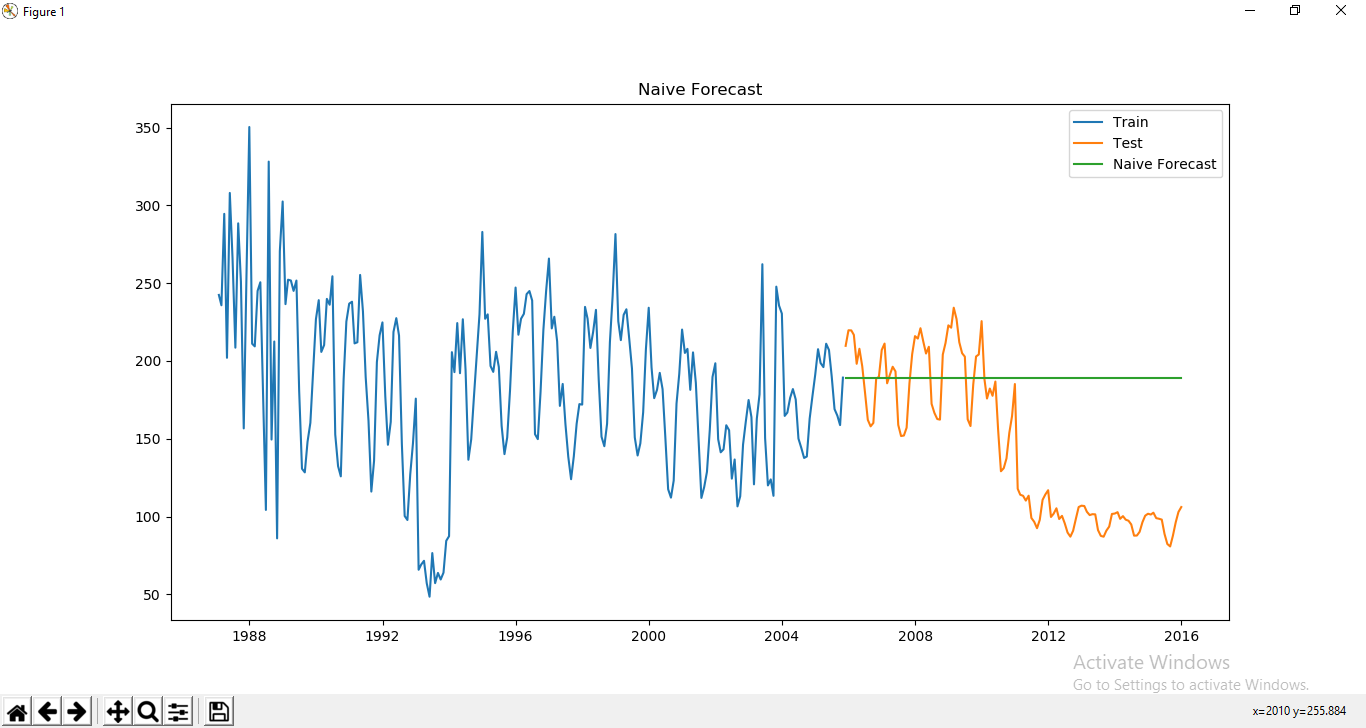 Figure 1
Naive Forecast
350
300
250
200
150
100
50
Train
Test
Naive Forecast
1988 1992 1996 2000 2004 2008 2012 2016
Activate Windows
Go to Settings to activate Windows.
x=2010 y=255.884